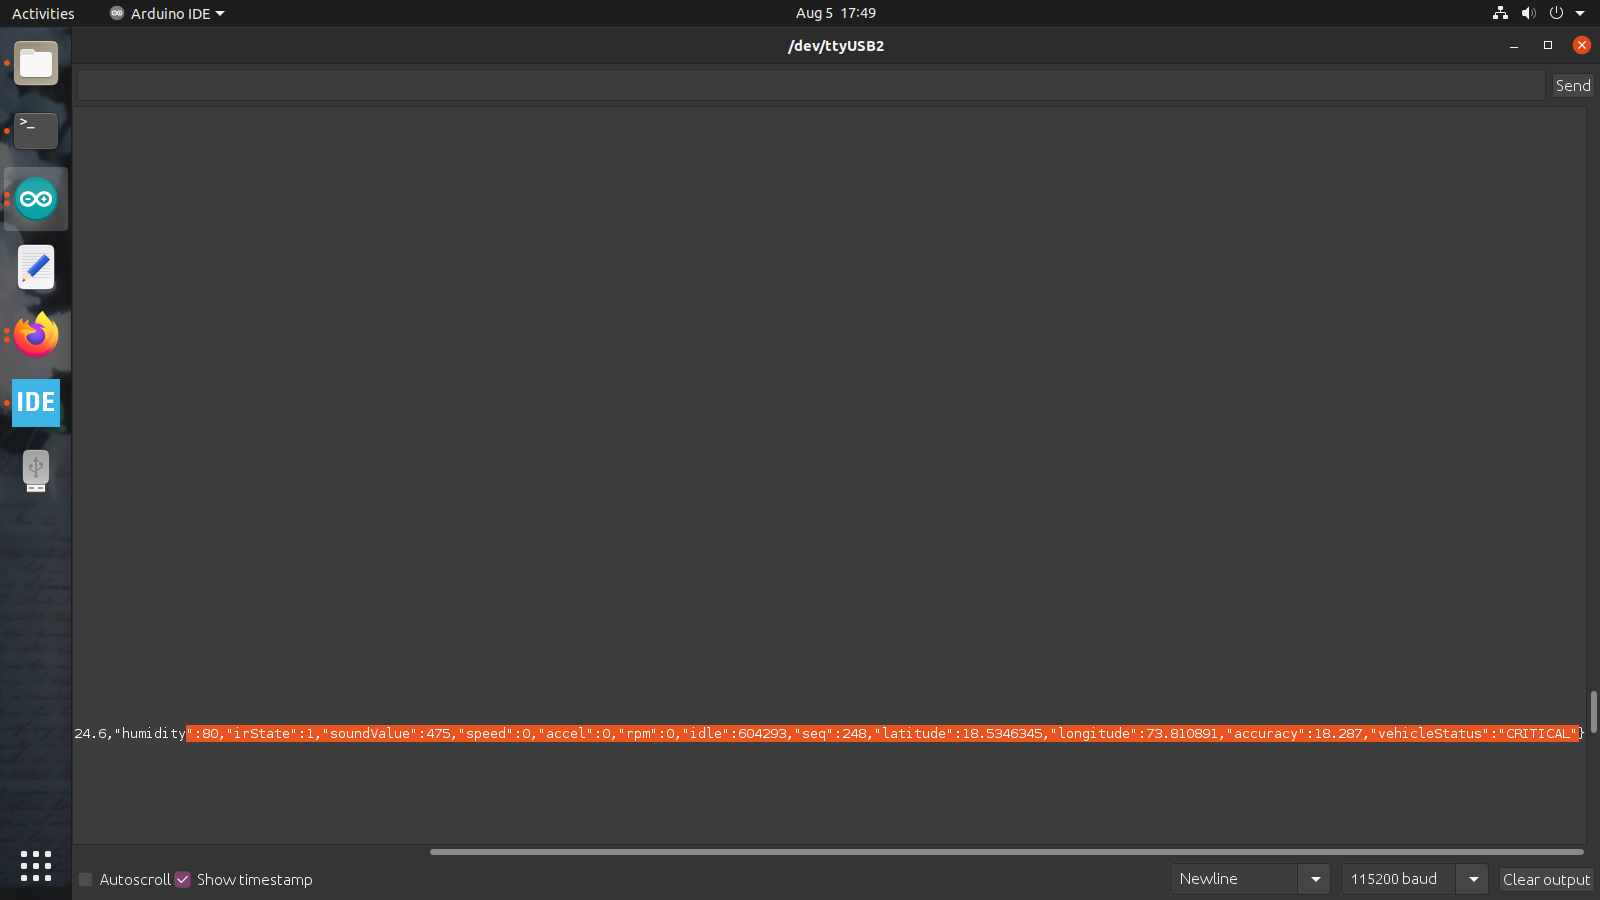 Activities
Arduino IDE
Aug 5 17:49
/dev/ttyUSB2
Send
>_
IDE
24.6,"humidity":80,"irState":1,"soundValue":475,"speed":0,"accel":0,"rpm":0,"idle":604293,"seq":248,"latitude":18.5346345,"longitude":73.810891,"accuracy":18.287,"vehicleStatus":"CRITICAL"}
Autoscroll
Show timestamp
Newline
115200 baud
Clear output